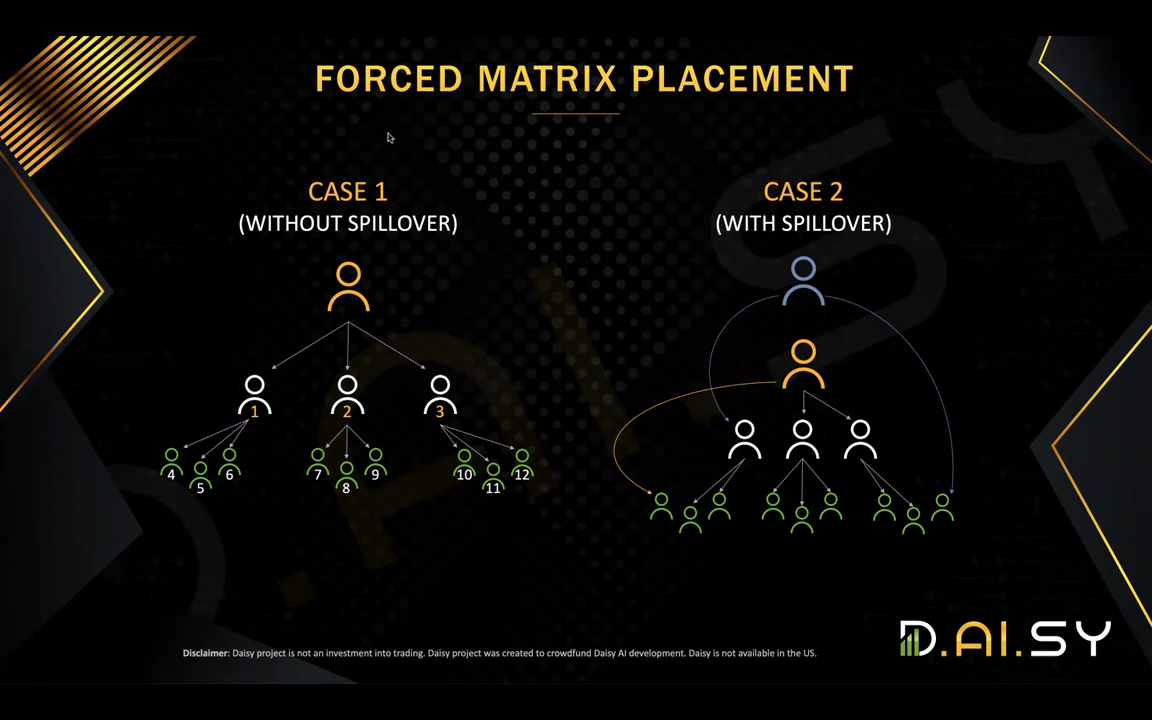 FORCED MATRIX PLACEMENT
CASE 1
(WITHOUT SPILLOVER)
1
2
3
4
5
6
7
8
9
10
11
12
CASE 2
(WITH SPILLOVER)
D.AI.SY
Disclaimer: Daisy project is not an investment into trading. Daisy project was created to crowdfund Daisy AI development. Daisy is not available in the US.
D.AI.SY